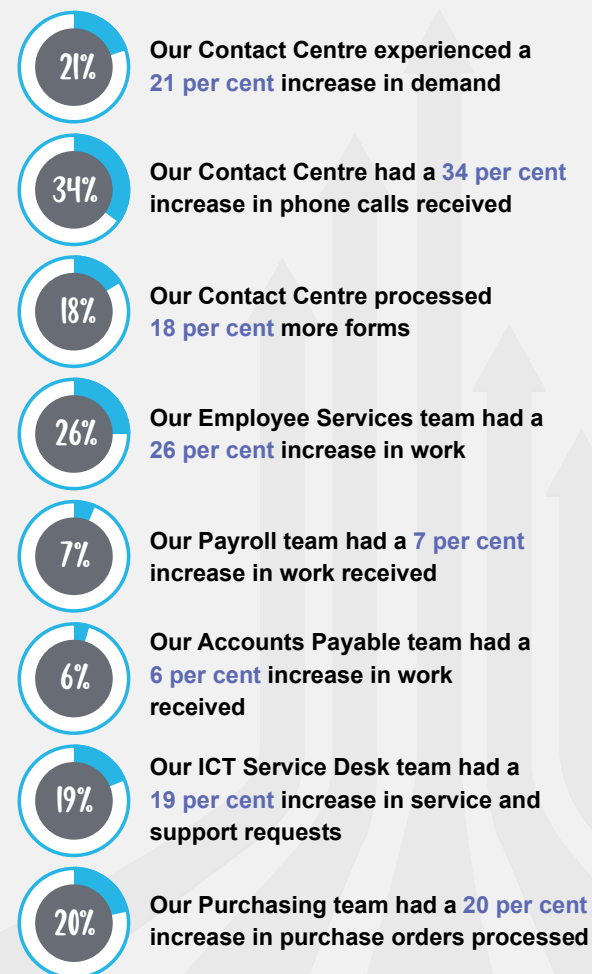 21%
Our Contact Centre experienced a
21 per cent increase in demand
34%
Our Contact Centre had a 34 per cent
increase in phone calls received
18%
Our Contact Centre processed
18 per cent more forms
26%
Our Employee Services team had a
26 per cent increase in work
7%
Our Payroll team had a 7 per cent
increase in work received
6%
Our Accounts Payable team had a
6 per cent increase in work
received
19%
Our ICT Service Desk team had a
19 per cent increase in service and
support requests
20%
Our Purchasing team had a 20 per cent
increase in purchase orders processed